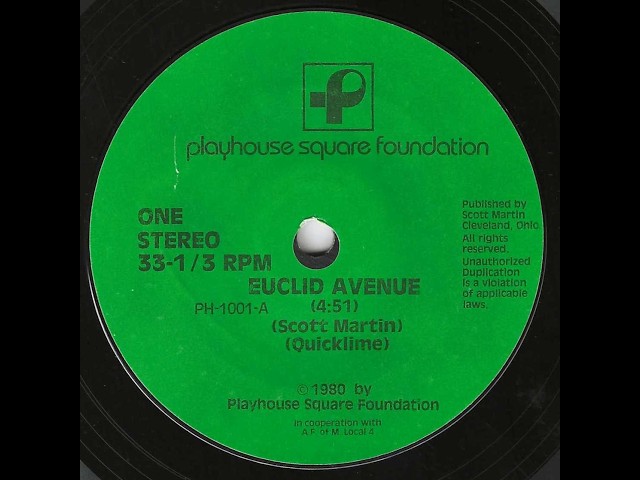 playhouse square foundation
ONE
STEREO
33-1/3 RPM
Published by
Scott Martin
Cleveland, Ohio
All rights
reserved.
Unauthorized
Duplication
is a violation
of applicable
laws.
EUCLID AVENUE
PH-1001-A
(4:51)
(Scott Martin)
(Quicklime)
© 1980 by
Playhouse Square Foundation
In cooperation with
A.F. of M. Local 4